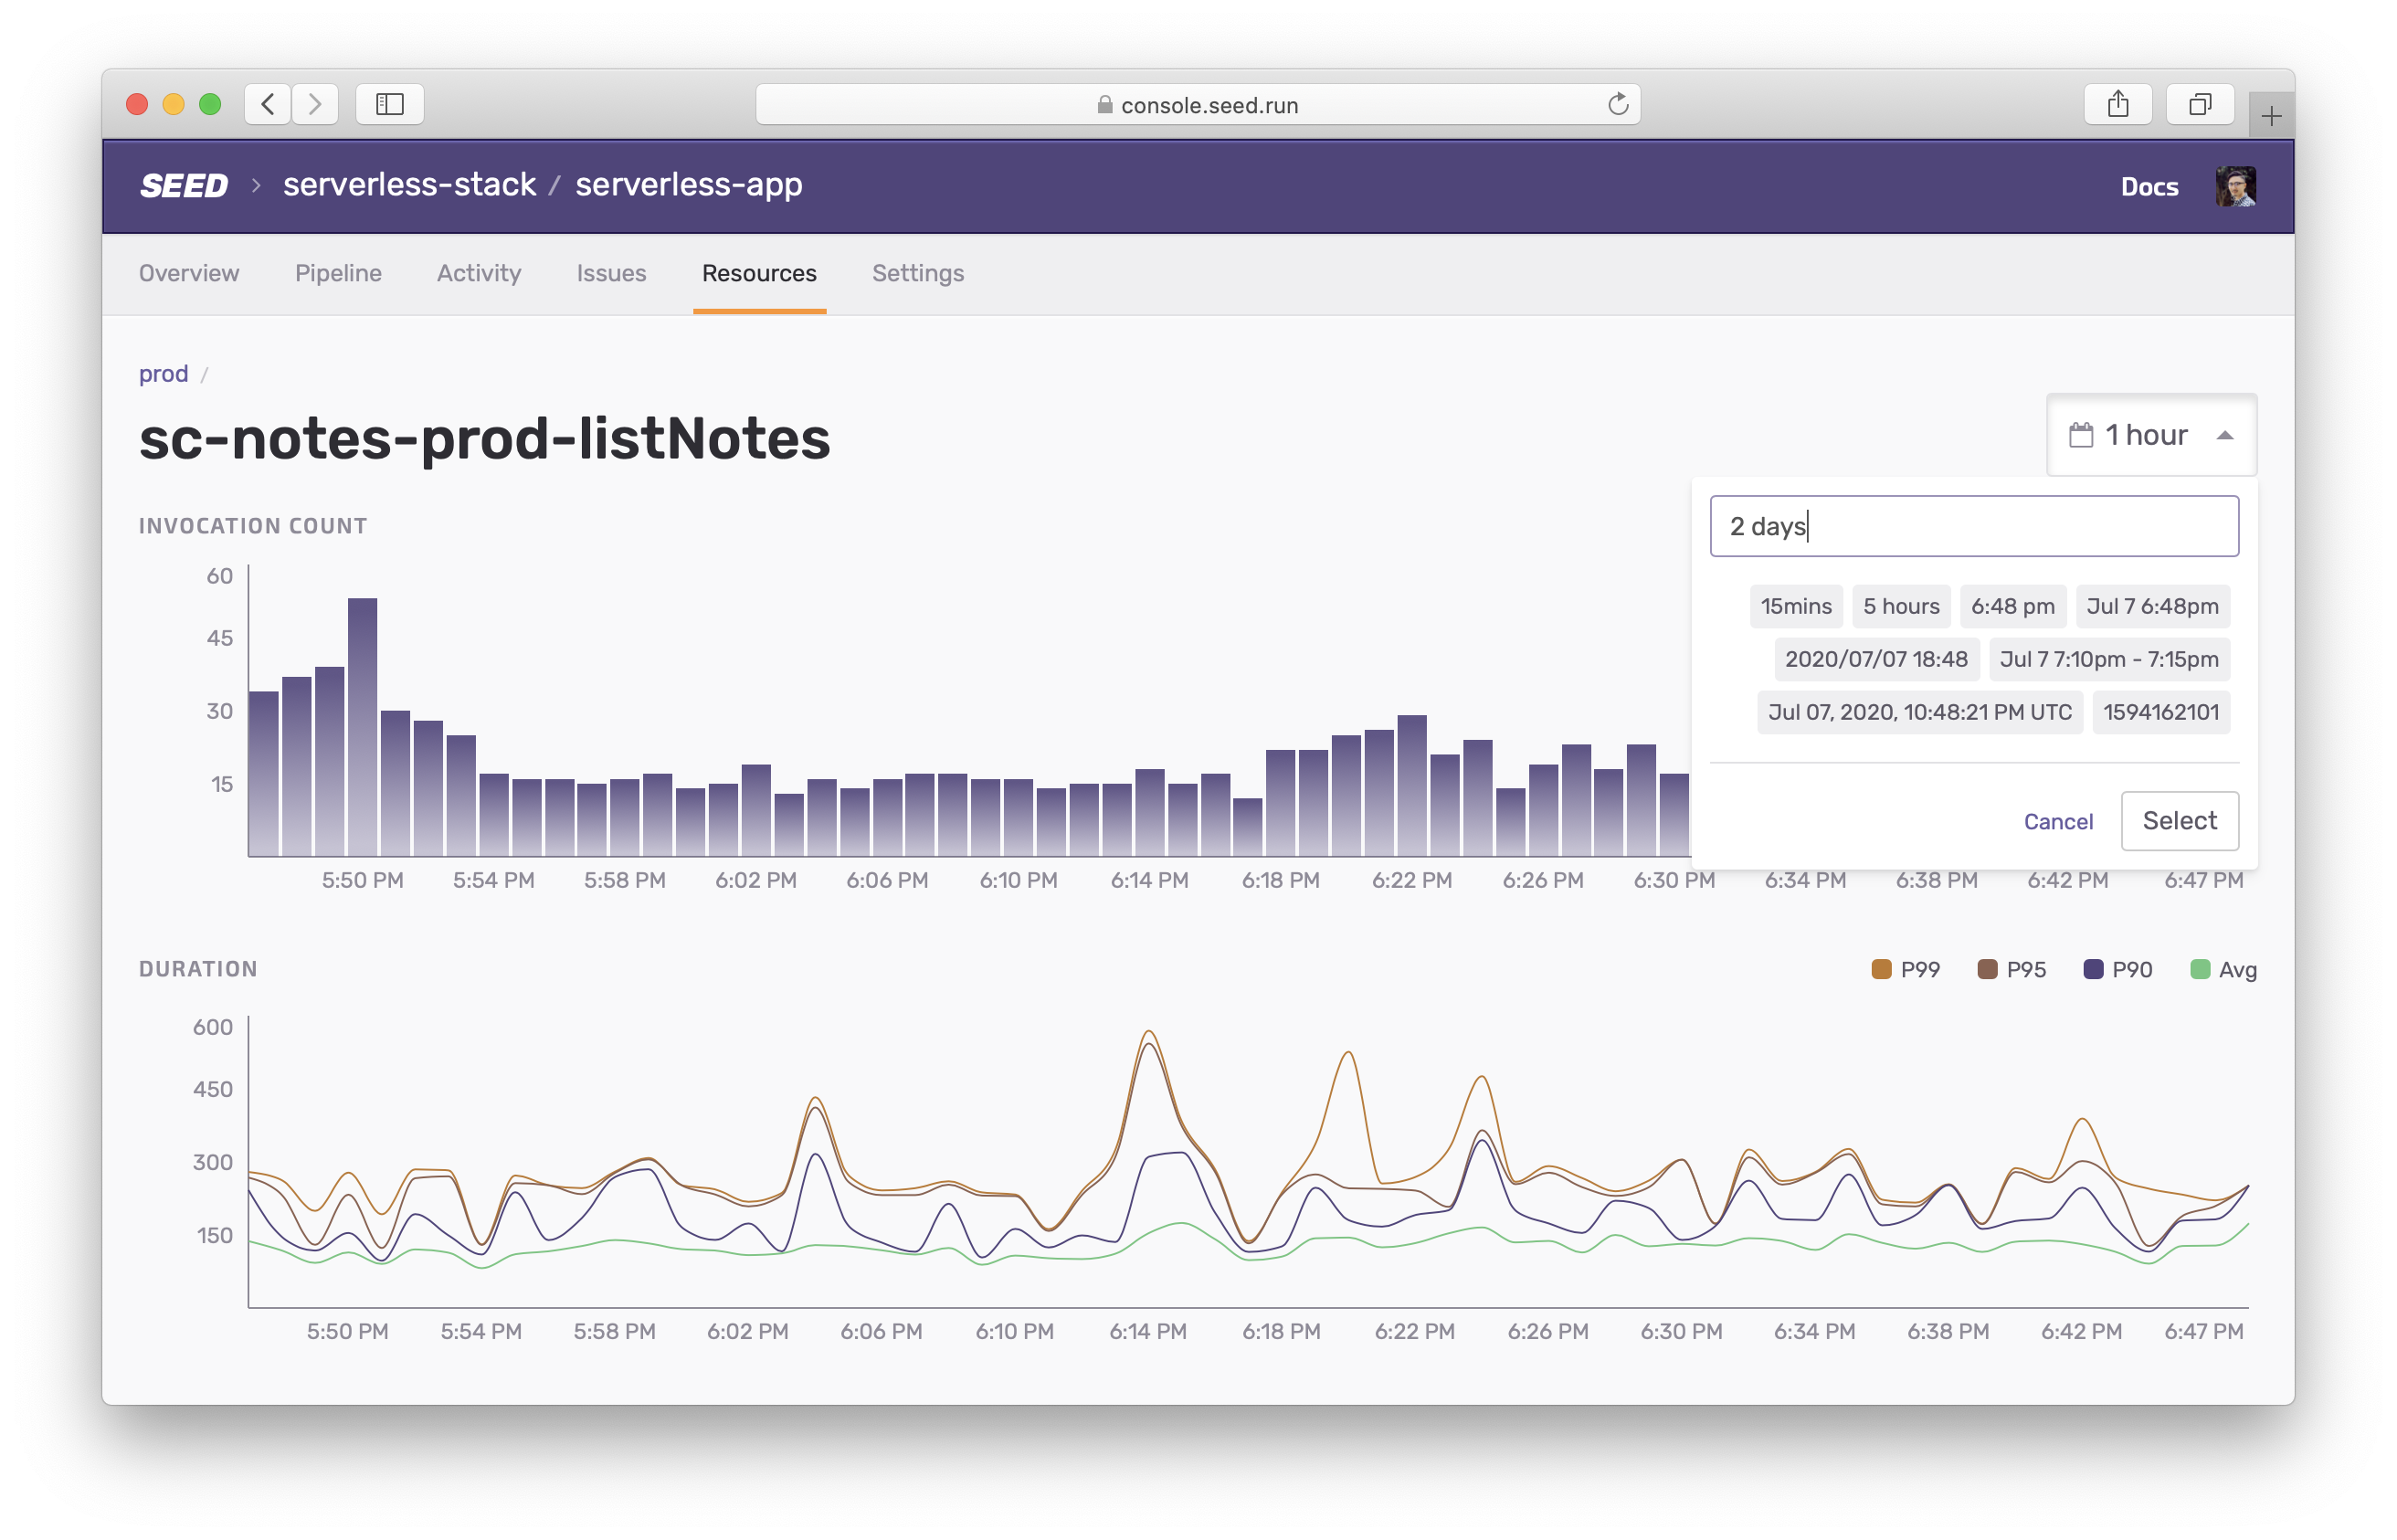 console.seed.run
SEED > serverless-stack / serverless-app Docs
Overview Pipeline Activity Issues Resources Settings
prod /
sc-notes-prod-listNotes
1 hour
2 days
15mins 5 hours 6:48 pm Jul 7 6:48pm
2020/07/07 18:48 Jul 7 7:10pm - 7:15pm
Jul 07, 2020, 10:48:21 PM UTC 1594162101
Cancel Select
INVOCATION COUNT
60
45
30
15
5:50 PM 5:54 PM 5:58 PM 6:02 PM 6:06 PM 6:10 PM 6:14 PM 6:18 PM 6:22 PM 6:26 PM 6:30 PM 6:34 PM 6:38 PM 6:42 PM 6:47 PM
DURATION
P99 P95 P90 Avg
600
450
300
150
5:50 PM 5:54 PM 5:58 PM 6:02 PM 6:06 PM 6:10 PM 6:14 PM 6:18 PM 6:22 PM 6:26 PM 6:30 PM 6:34 PM 6:38 PM 6:42 PM 6:47 PM